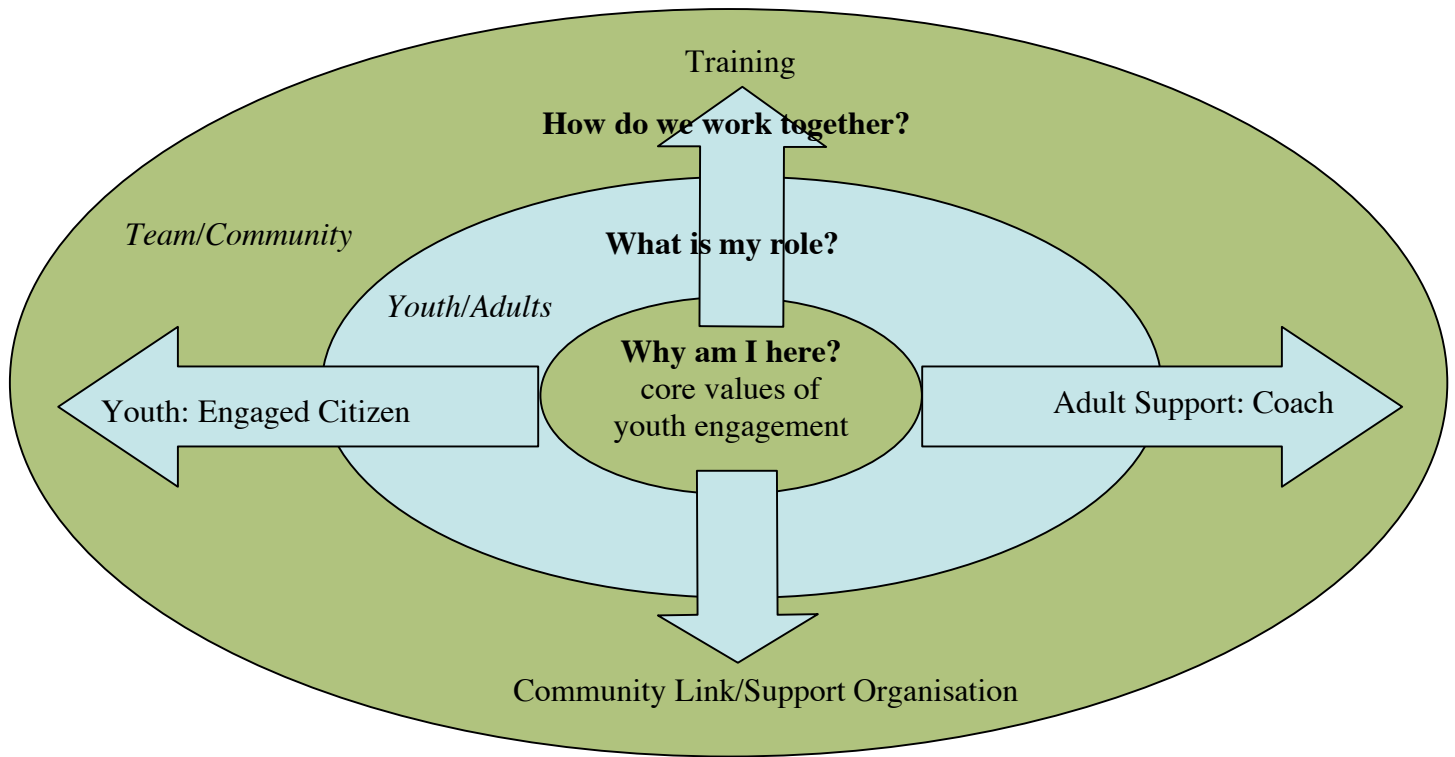 Training
How do we work together?
Team/Community
What is my role?
Youth/Adults
Why am I here?
core values of
youth engagement
Youth: Engaged Citizen
Adult Support: Coach
Community Link/Support Organisation